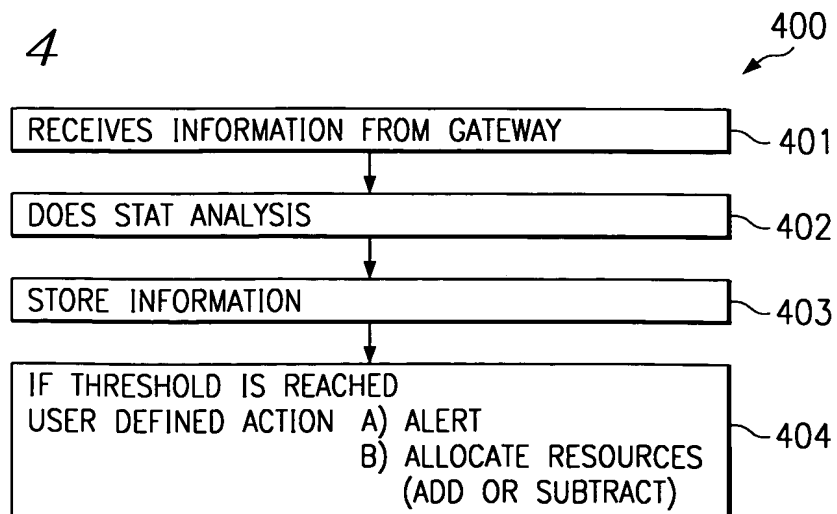 4
400
RECEIVES INFORMATION FROM GATEWAY
401
DOES STAT ANALYSIS
402
STORE INFORMATION
403
IF THRESHOLD IS REACHED
USER DEFINED ACTION A) ALERT
B) ALLOCATE RESOURCES
(ADD OR SUBTRACT)
404